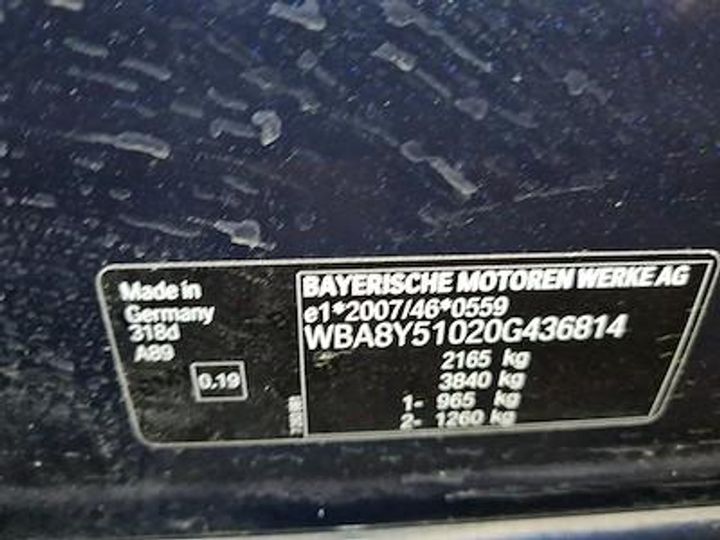 Made in
Germany
318d
A89
0.19
BAYERISCHE MOTOREN WERKE AG
e1*2007/46*0559
WBA8Y51020G436814
2165 kg
3840 kg
1- 965 kg
2- 1260 kg